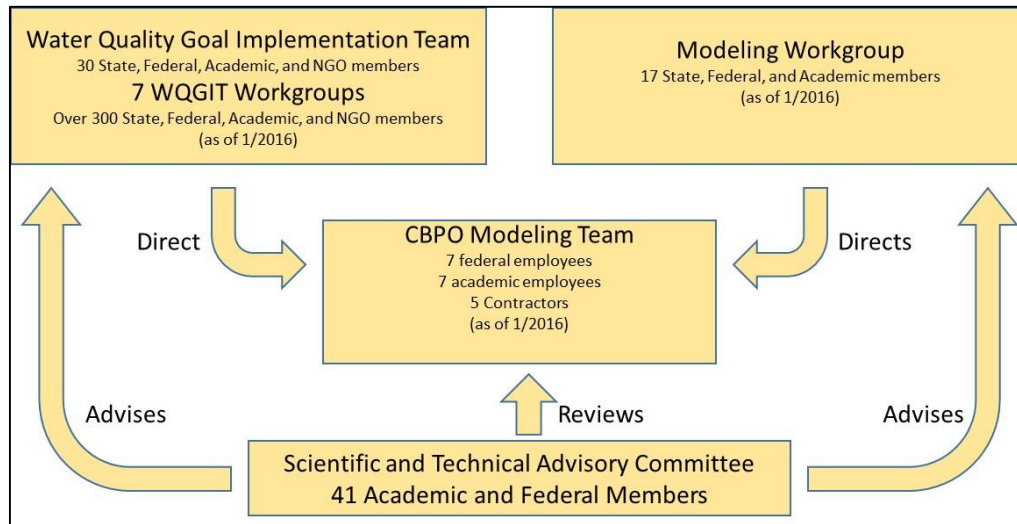 Water Quality Goal Implementation Team
30 State, Federal, Academic, and NGO members
7 WQGIT Workgroups
Over 300 State, Federal, Academic, and NGO members
(as of 1/2016)
Modeling Workgroup
17 State, Federal, and Academic members
(as of 1/2016)
Direct
CBPO Modeling Team
7 federal employees
7 academic employees
5 Contractors
(as of 1/2016)
Directs
Advises
Reviews
Advises
Scientific and Technical Advisory Committee
41 Academic and Federal Members